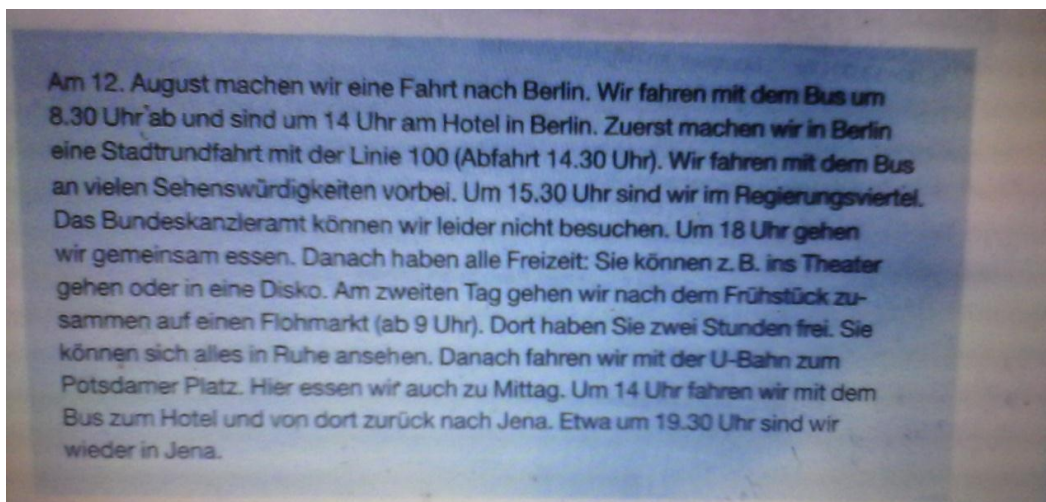 Am 12. August machen wir eine Fahrt nach Berlin. Wir fahren mit dem Bus um
8.30 Uhr ab und sind um 14 Uhr am Hotel in Berlin. Zuerst machen wir in Berlin
eine Stadtrundfahrt mit der Linie 100 (Abfahrt 14.30 Uhr). Wir fahren mit dem Bus
an vielen Sehenswürdigkeiten vorbei. Um 15.30 Uhr sind wir im Regierungsviertel.
Das Bundeskanzleramt können wir leider nicht besuchen. Um 18 Uhr gehen
wir gemeinsam essen. Danach haben alle Freizeit: Sie können z. B. ins Theater
gehen oder in eine Disko. Am zweiten Tag gehen wir nach dem Frühstück zu-
sammen auf einen Flohmarkt (ab 9 Uhr). Dort haben Sie zwei Stunden frei. Sie
können sich alles in Ruhe ansehen. Danach fahren wir mit der U-Bahn zum
Potsdamer Platz. Hier essen wir auch zu Mittag. Um 14 Uhr fahren wir mit dem
Bus zum Hotel und von dort zurück nach Jena. Etwa um 19.30 Uhr sind wir
wieder in Jena.